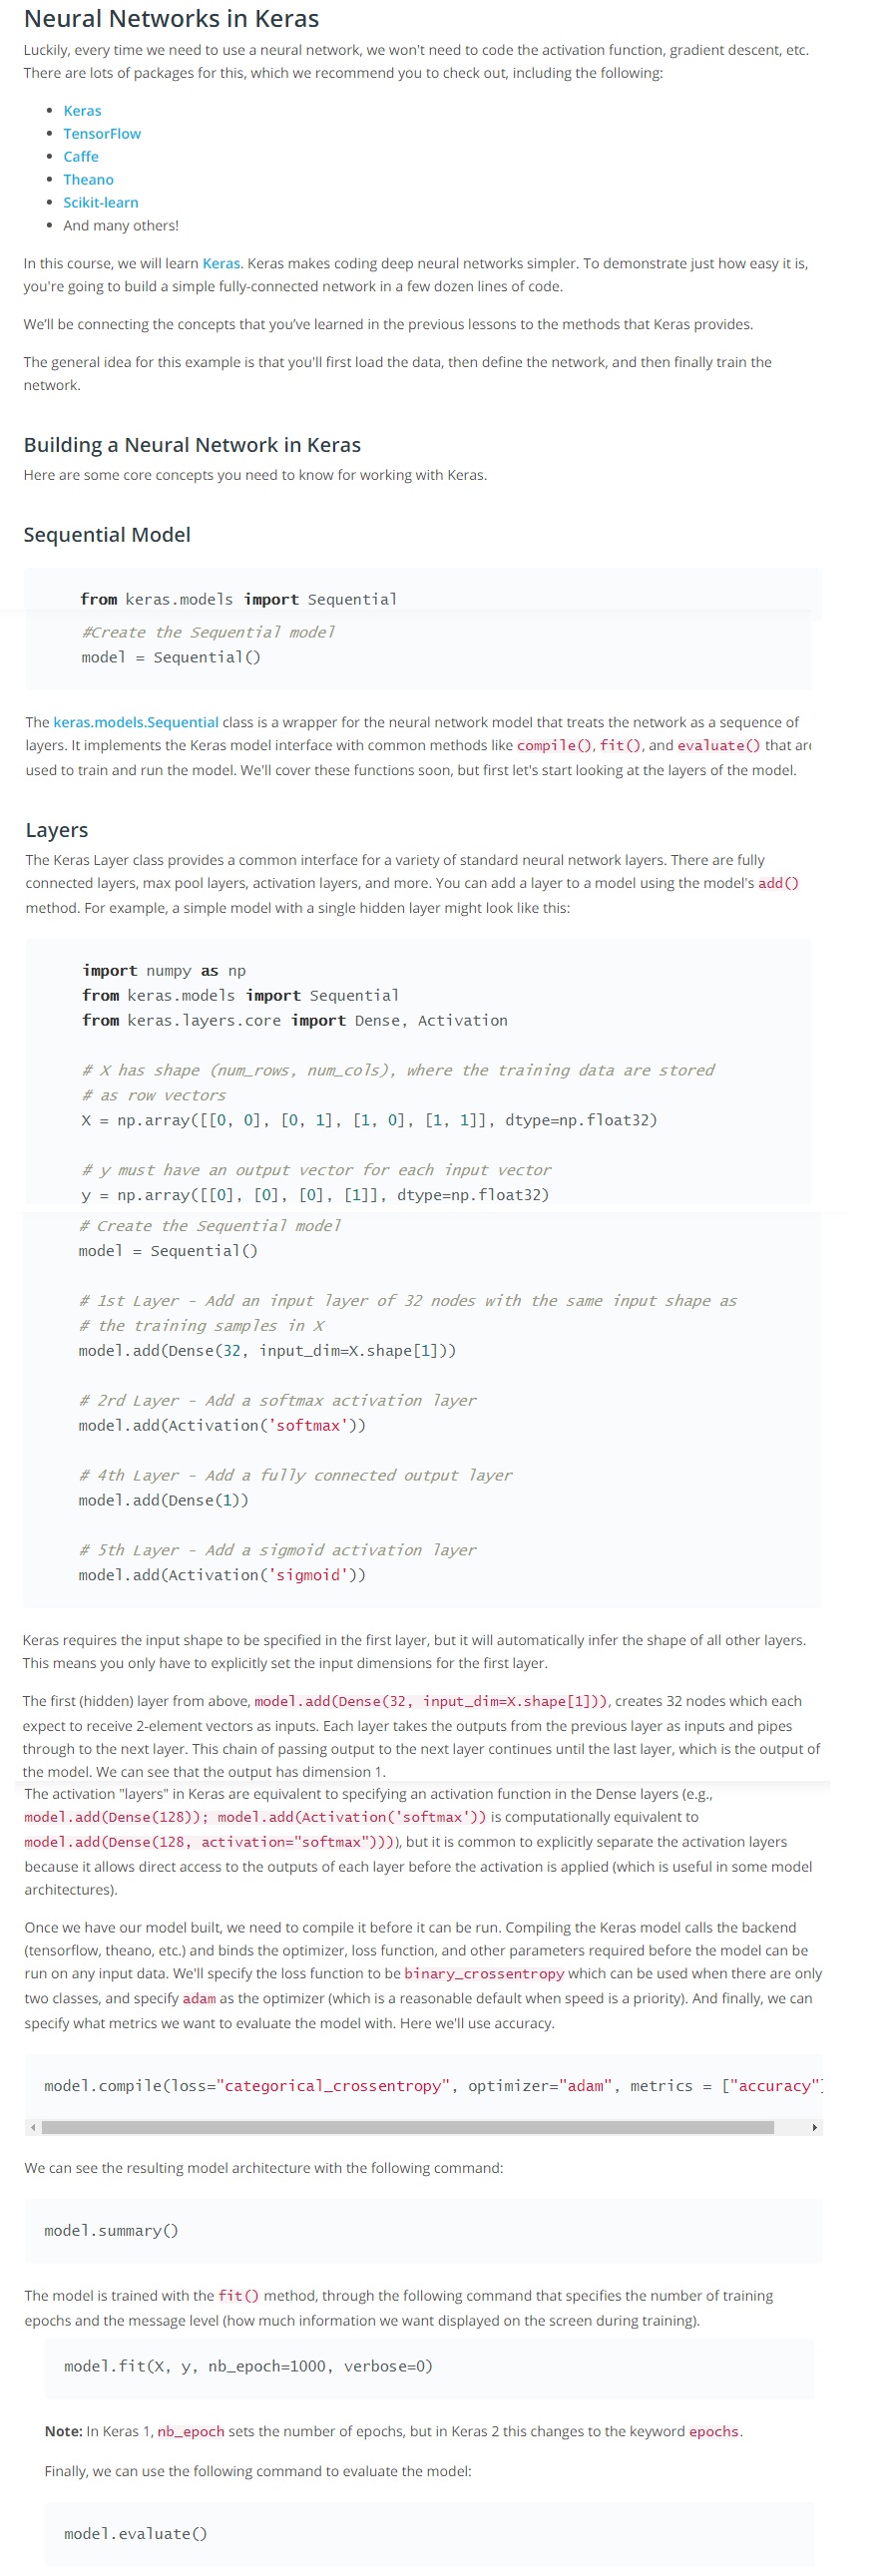 Neural Networks in Keras
Luckily, every time we need to use a neural network, we won't need to code the activation function, gradient descent, etc.
There are lots of packages for this, which we recommend you to check out, including the following:
• Keras
• TensorFlow
• Caffe
• Theano
• Scikit-learn
• And many others!
In this course, we will learn Keras. Keras makes coding deep neural networks simpler. To demonstrate just how easy it is,
you're going to build a simple fully-connected network in a few dozen lines of code.
We'll be connecting the concepts that you've learned in the previous lessons to the methods that Keras provides.
The general idea for this example is that you'll first load the data, then define the network, and then finally train the
network.
Building a Neural Network in Keras
Here are some core concepts you need to know for working with Keras.
Sequential Model
from keras.models import Sequential
#Create the Sequential model
model = Sequential()
The keras.models.Sequential class is a wrapper for the neural network model that treats the network as a sequence of
layers. It implements the Keras model interface with common methods like compile(), fit(), and evaluate() that are
used to train and run the model. We'll cover these functions soon, but first let's start looking at the layers of the model.
Layers
The Keras Layer class provides a common interface for a variety of standard neural network layers. There are fully
connected layers, max pool layers, activation layers, and more. You can add a layer to a model using the model's add()
method. For example, a simple model with a single hidden layer might look like this:
import numpy as np
from keras.models import Sequential
from keras.layers.core import Dense, Activation
# X has shape (num_rows, num_cols), where the training data are stored
# as row vectors
X = np.array([[0, 0], [0, 1], [1, 0], [1, 1]], dtype=np.float32)
# y must have an output vector for each input vector
y = np.array([[0], [0], [0], [1]], dtype=np.float32)
# Create the Sequential model
model = Sequential()
# 1st Layer - Add an input layer of 32 nodes with the same input shape as
# the training samples in X
model.add(Dense(32, input_dim=X.shape[1]))
# 2rd Layer - Add a softmax activation layer
model.add(Activation('softmax'))
# 4th Layer - Add a fully connected output layer
model.add(Dense(1))
# 5th Layer - Add a sigmoid activation layer
model.add(Activation('sigmoid'))
Keras requires the input shape to be specified in the first layer, but it will automatically infer the shape of all other layers.
This means you only have to explicitly set the input dimensions for the first layer.
The first (hidden) layer from above, model.add(Dense(32, input_dim=X.shape[1])), creates 32 nodes which each
expect to receive 2-element vectors as inputs. Each layer takes the outputs from the previous layer as inputs and pipes
through to the next layer. This chain of passing output to the next layer continues until the last layer, which is the output of
the model. We can see that the output has dimension 1.
The activation "layers" in Keras are equivalent to specifying an activation function in the Dense layers (e.g.,
model.add(Dense(128)); model.add(Activation('softmax')) is computationally equivalent to
model.add(Dense(128, activation="softmax")))), but it is common to explicitly separate the activation layers
because it allows direct access to the outputs of each layer before the activation is applied (which is useful in some model
architectures).
Once we have our model built, we need to compile it before it can be run. Compiling the Keras model calls the backend
(tensorflow, theano, etc.) and binds the optimizer, loss function, and other parameters required before the model can be
run on any input data. We'll specify the loss function to be binary_crossentropy which can be used when there are only
two classes, and specify adam as the optimizer (which is a reasonable default when speed is a priority). And finally, we can
specify what metrics we want to evaluate the model with. Here we'll use accuracy.
model.compile(loss="categorical_crossentropy", optimizer="adam", metrics = ["accuracy"]
We can see the resulting model architecture with the following command:
model.summary()
The model is trained with the fit() method, through the following command that specifies the number of training
epochs and the message level (how much information we want displayed on the screen during training).
model.fit(X, y, nb_epoch=1000, verbose=0)
Note: In Keras 1, nb_epoch sets the number of epochs, but in Keras 2 this changes to the keyword epochs.
Finally, we can use the following command to evaluate the model:
model.evaluate()